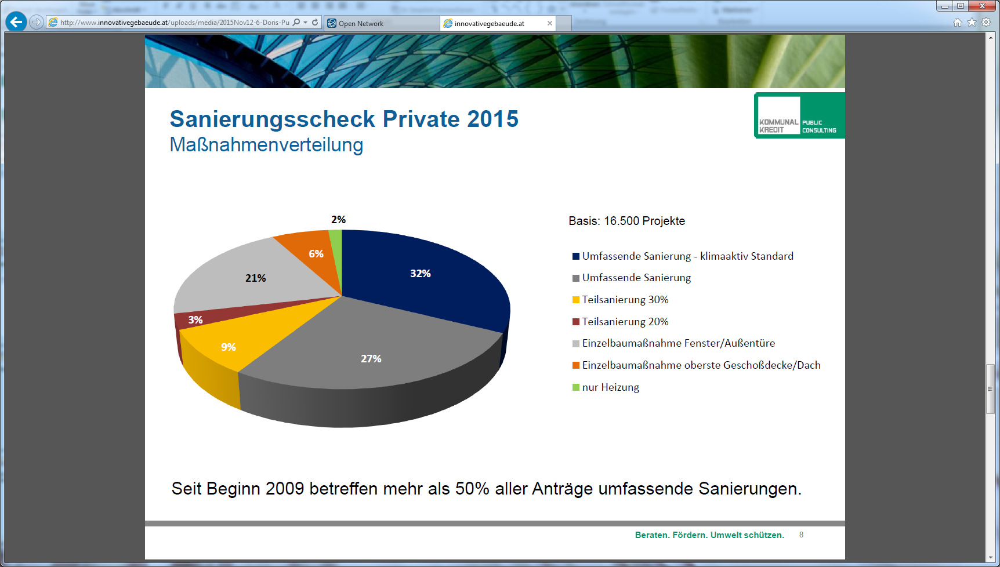 http://www.innovativegebaeude.at/uploads/media/2015Nov12-6-Doris-Pu
Open Network
innovativegebaeude.at
KOMMUNAL
KREDIT
PUBLIC
CONSULTING
Sanierungsscheck Private 2015
Maßnahmenverteilung
2%
6%
32%
21%
3%
9%
27%
Basis: 16.500 Projekte
Umfassende Sanierung - klimaaktiv Standard
Umfassende Sanierung
Teilsanierung 30%
Teilsanierung 20%
Einzelbaumaßnahme Fenster/Außentüre
Einzelbaumaßnahme oberste Geschoßdecke/Dach
nur Heizung
Seit Beginn 2009 betreffen mehr als 50% aller Anträge umfassende Sanierungen.
Beraten. Fördern. Umwelt schützen. 8